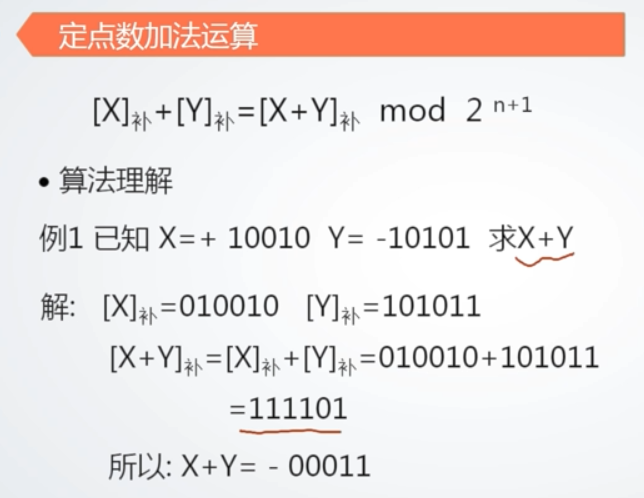 定点数加法运算
[X]补+[Y]补=[X+Y]补 mod 2 n+1
• 算法理解
例1 已知 X=+ 10010 Y= -10101 求X+Y
解: [X]补=010010 [Y]补=101011
[X+Y]补=[X]补+[Y]补=010010+101011
=111101
所以: X+Y= - 00011